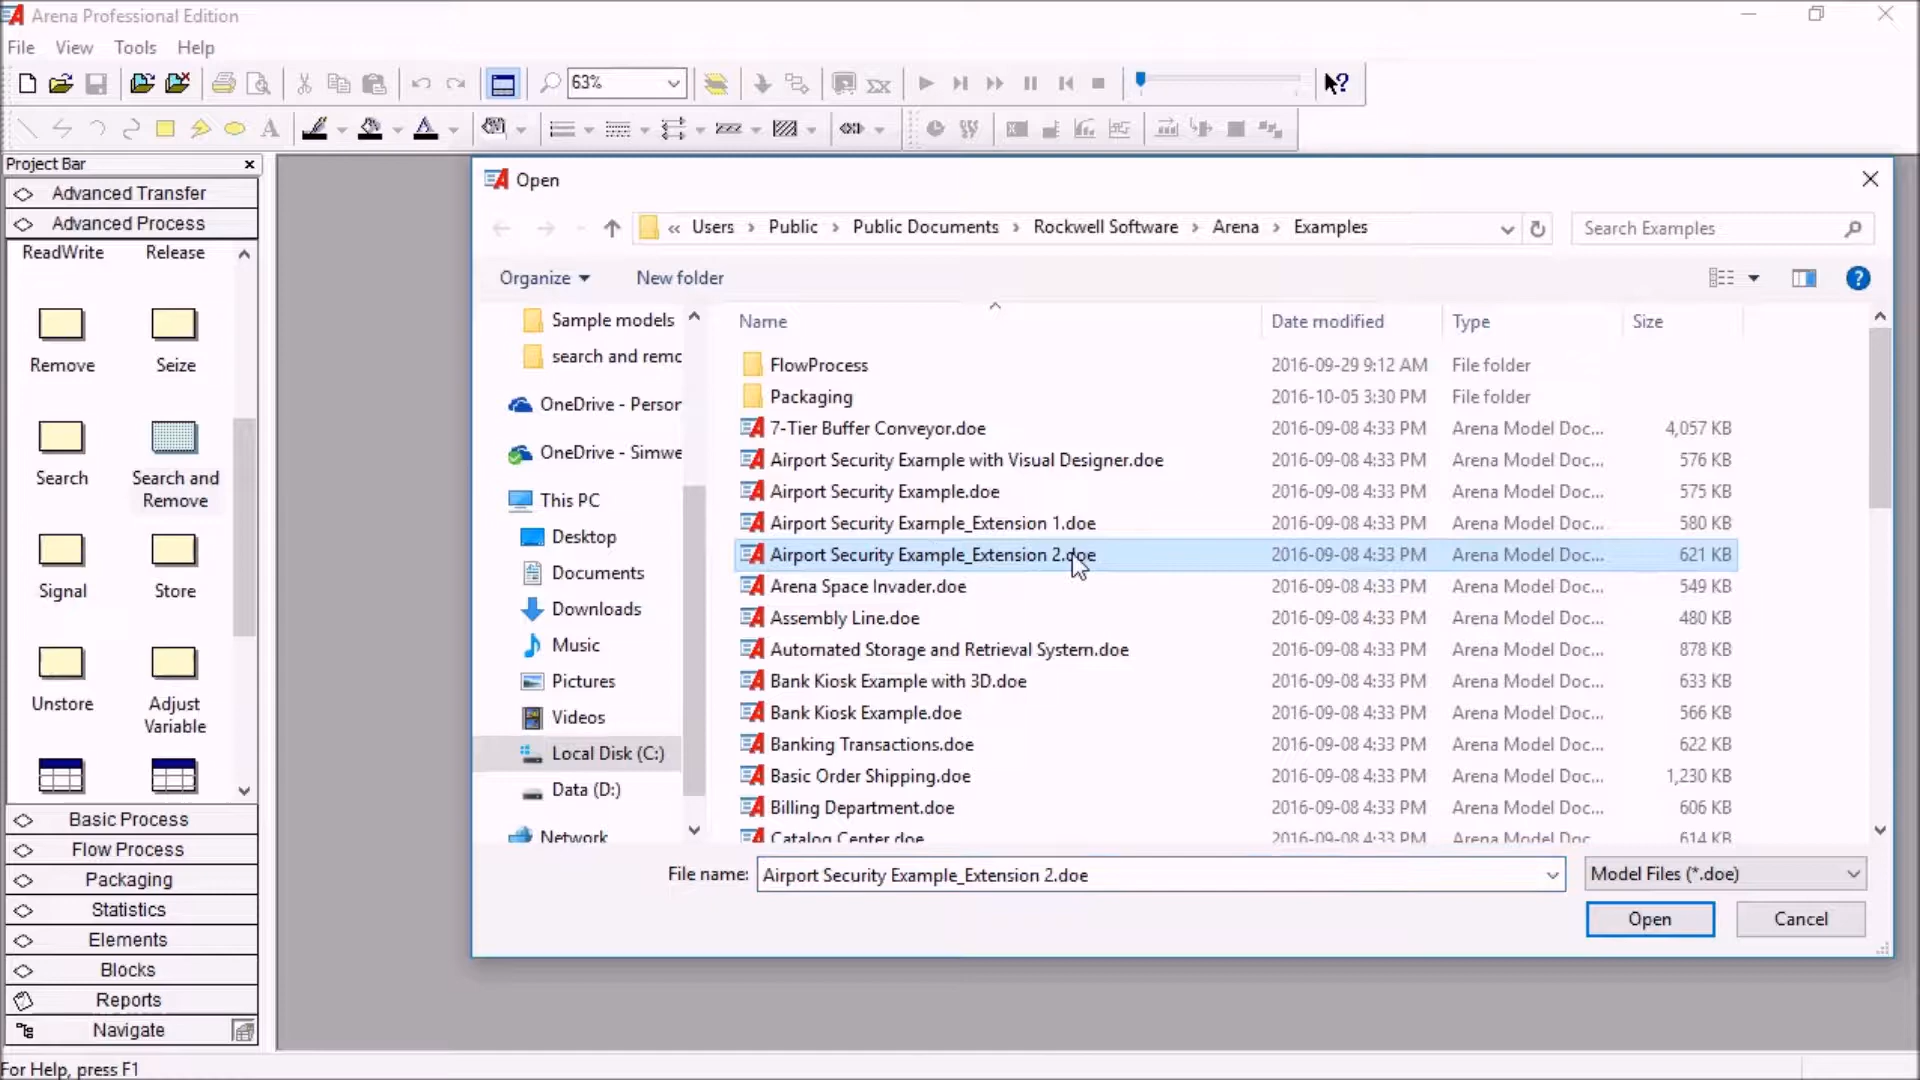 Arena Professional Edition
File View Tools Help
63%
Project Bar
Advanced Transfer
Advanced Process
ReadWrite Release
Remove Seize
Search Search and Remove
Signal Store
Unstore Adjust Variable
Basic Process
Flow Process
Packaging
Statistics
Elements
Blocks
Reports
Navigate
For Help, press F1
Open
« Users › Public › Public Documents › Rockwell Software › Arena › Examples
Search Examples
Organize New folder
Sample models
search and remc
OneDrive - Person
OneDrive - Simwe
This PC
Desktop
Documents
Downloads
Music
Pictures
Videos
Local Disk (C:)
Data (D:)
Network
Name Date modified Type Size
FlowProcess 2016-09-29 9:12 AM File folder
Packaging 2016-10-05 3:30 PM File folder
7-Tier Buffer Conveyor.doe 2016-09-08 4:33 PM Arena Model Doc... 4,057 KB
Airport Security Example with Visual Designer.doe 2016-09-08 4:33 PM Arena Model Doc... 576 KB
Airport Security Example.doe 2016-09-08 4:33 PM Arena Model Doc... 575 KB
Airport Security Example_Extension 1.doe 2016-09-08 4:33 PM Arena Model Doc... 580 KB
Airport Security Example_Extension 2.doe 2016-09-08 4:33 PM Arena Model Doc... 621 KB
Arena Space Invader.doe 2016-09-08 4:33 PM Arena Model Doc... 549 KB
Assembly Line.doe 2016-09-08 4:33 PM Arena Model Doc... 480 KB
Automated Storage and Retrieval System.doe 2016-09-08 4:33 PM Arena Model Doc... 878 KB
Bank Kiosk Example with 3D.doe 2016-09-08 4:33 PM Arena Model Doc... 633 KB
Bank Kiosk Example.doe 2016-09-08 4:33 PM Arena Model Doc... 566 KB
Banking Transactions.doe 2016-09-08 4:33 PM Arena Model Doc... 622 KB
Basic Order Shipping.doe 2016-09-08 4:33 PM Arena Model Doc... 1,230 KB
Billing Department.doe 2016-09-08 4:33 PM Arena Model Doc... 606 KB
Catalog Center.doe 2016-09-08 4:33 PM Arena Model Doc... 614 KB
File name: Airport Security Example_Extension 2.doe Model Files (*.doe)
Open Cancel